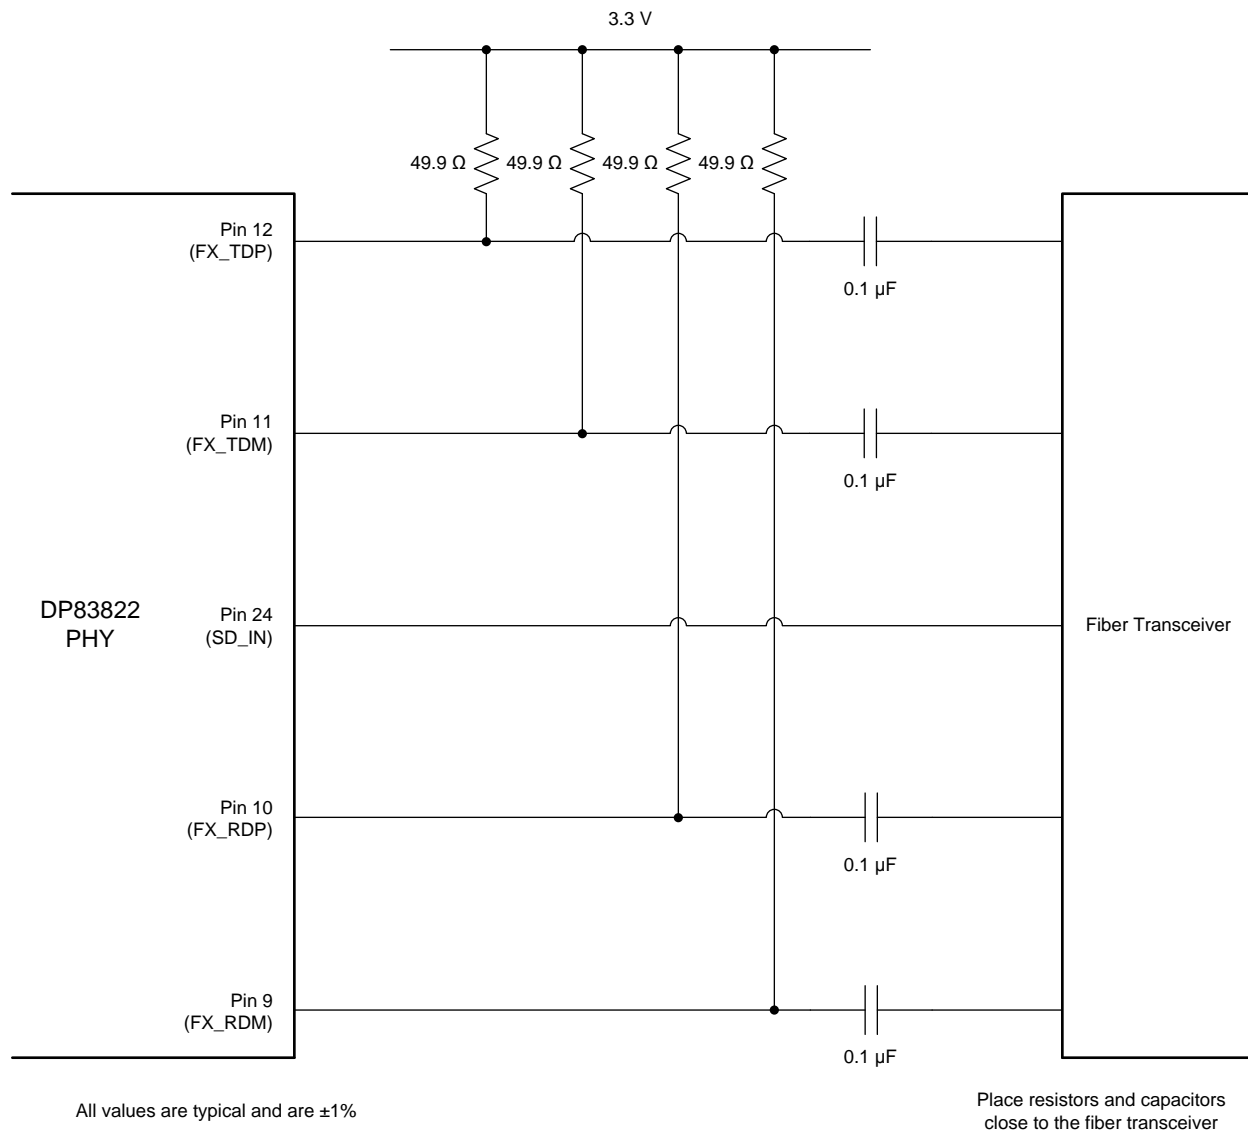 3.3 V
49.9 Ω
49.9 Ω
49.9 Ω
49.9 Ω
Pin 12
(FX_TDP)
0.1 µF
Pin 11
(FX_TDM)
0.1 µF
DP83822
PHY
Pin 24
(SD_IN)
Fiber Transceiver
Pin 10
(FX_RDP)
0.1 µF
Pin 9
(FX_RDM)
0.1 µF
All values are typical and are ±1%
Place resistors and capacitors
close to the fiber transceiver